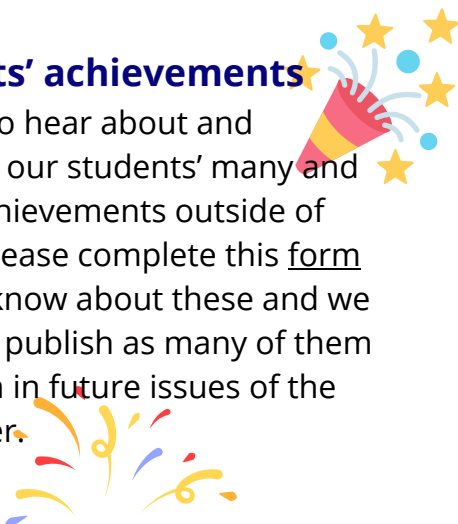 ts’ achievements
o hear about and
our students’ many and
hievements outside of
ease complete this form
know about these and we
publish as many of them
in future issues of the
er.